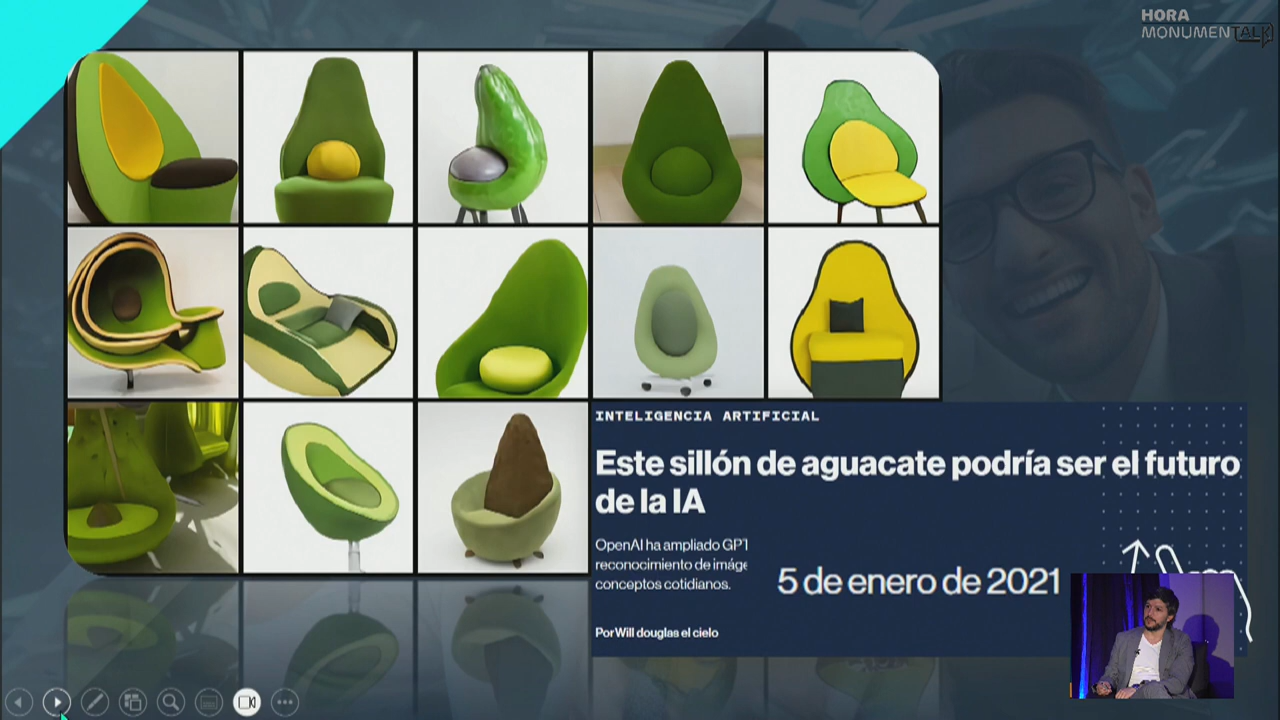 HORA
MONUMENTALK
INTELIGENCIA ARTIFICIAL
Este sillón de aguacate podría ser el futuro
de la IA
OpenAI ha ampliado GPT
reconocimiento de imáge
conceptos cotidianos.
5 de enero de 2021
Por Will douglas el cielo